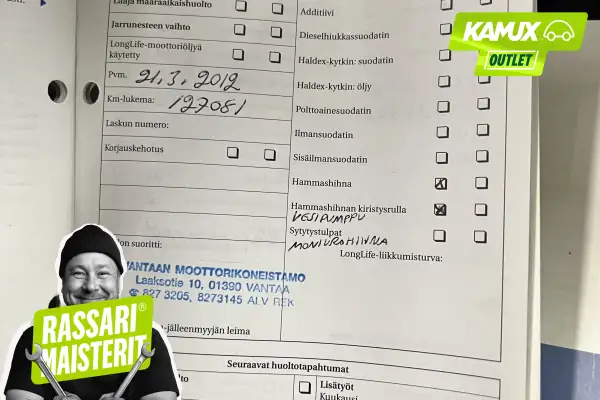 Laaja määräaikaishuolto
Jarrunesteen vaihto
LongLife-moottoriöljyä
käytetty
Pvm. 21.3.2012
Km-lukema: 127081
Laskun numero:
Korjauskehotus
on suoritti:
VANTAAN MOOTTORIKONEISTAMO
Laaksotie 10, 01390 VANTAA
☎ 827 3205, 8273145 ALV REK
-jälleenmyyjän leima
Additiivi
Dieselhiukkassuodatin
Haldex-kytkin: suodatin
Haldex-kytkin: öljy
Polttoainesuodatin
Ilmansuodatin
Sisäilmansuodatin
Hammashihna
Hammashihnan kiristysrulla
VESIPUMPPU
Sytytystulpat
MONIURAHIHNA
LongLife-liikkumisturva:
Seuraavat huoltotapahtumat
Lisätyöt
Kuukausi
KAMUX
OUTLET
RASSARI®
MAISTERIT